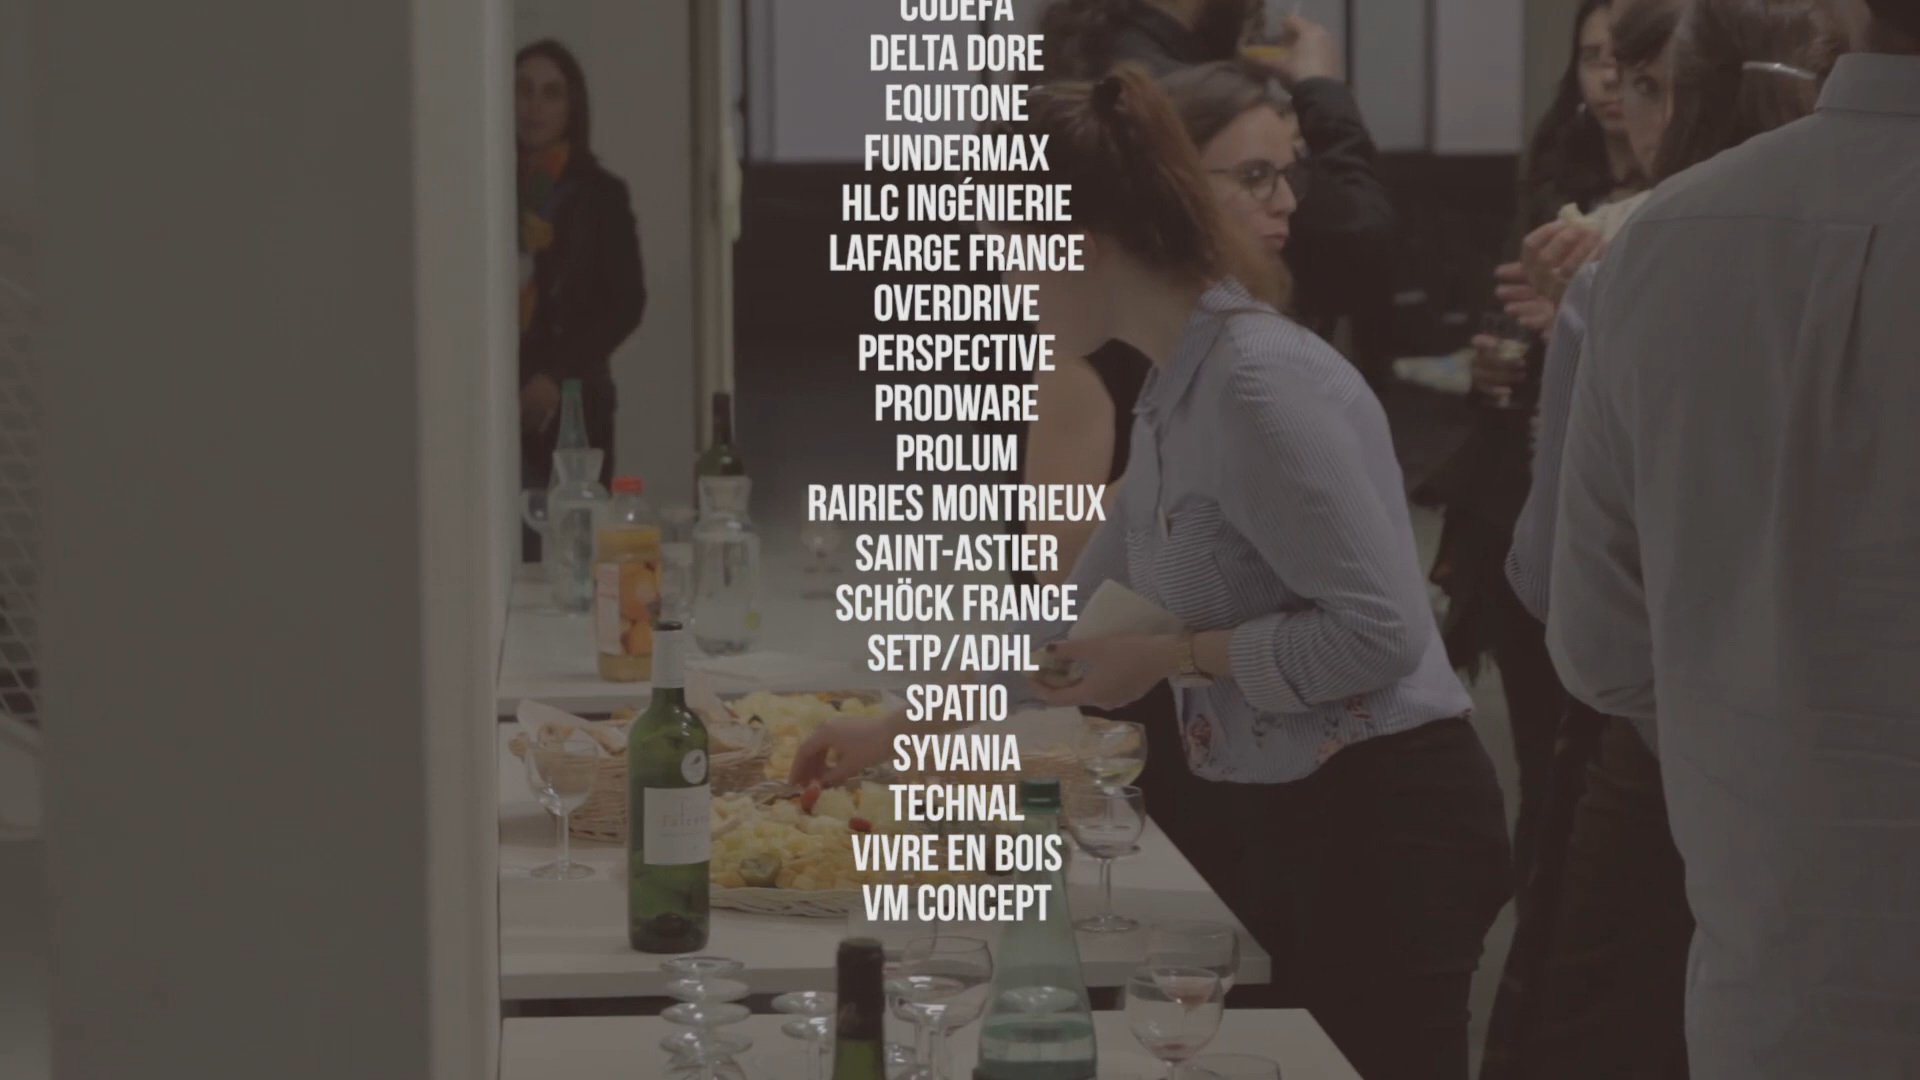 CODEFA
DELTA DORE
EQUITONE
FUNDERMAX
HLC INGÉNIERIE
LAFARGE FRANCE
OVERDRIVE
PERSPECTIVE
PRODWARE
PROLUM
RAIRIES MONTRIEUX
SAINT-ASTIER
SCHÖCK FRANCE
SETP/ADHL
SPATIO
SYVANIA
TECHNAL
VIVRE EN BOIS
VM CONCEPT